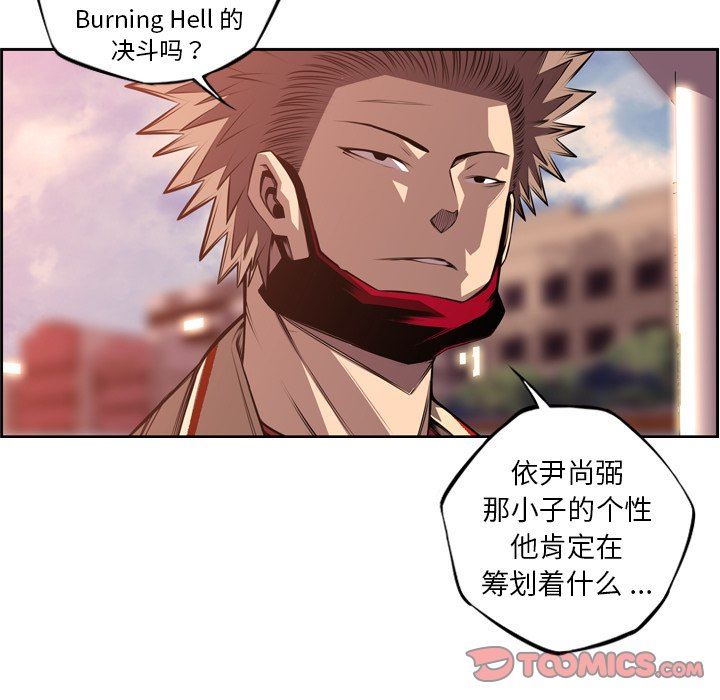 Burning Hell 的
决斗吗？
依尹尚弼
那小子的个性
他肯定在
筹划着什么 ...
TOOMICS.COM